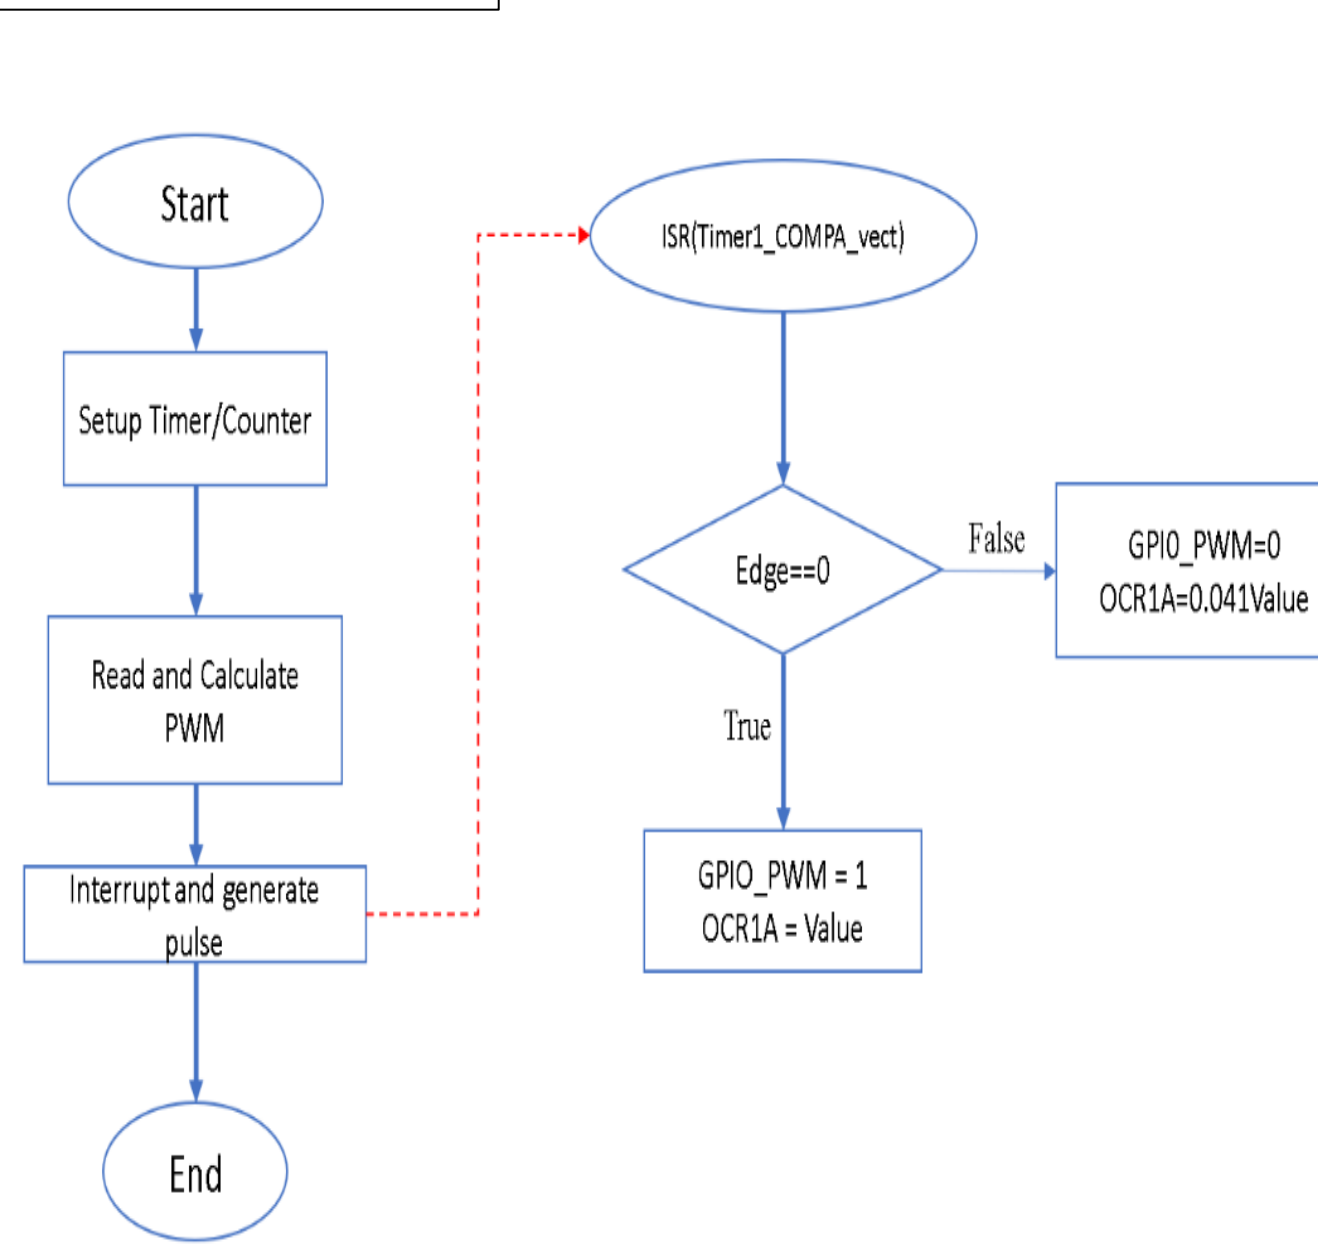 Start
Setup Timer/Counter
Read and Calculate
PWM
Interrupt and generate
pulse
End
ISR(Timer1_COMPA_vect)
Edge==0
False
GPI0_PWM=0
OCR1A=0.041Value
True
GPIO_PWM = 1
OCR1A = Value